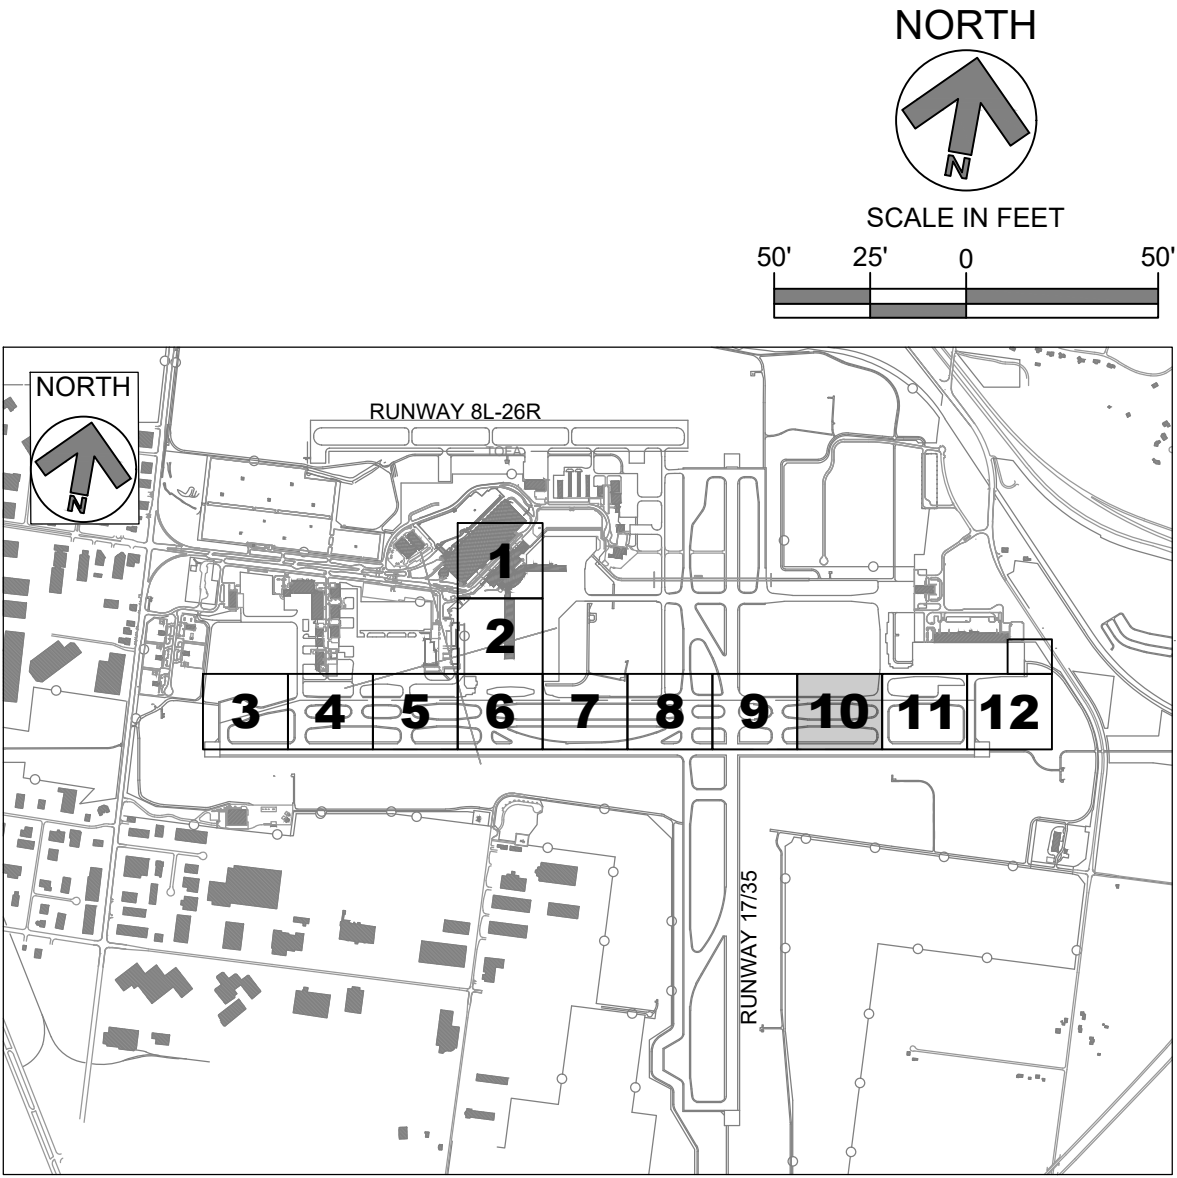 NORTH
N
SCALE IN FEET
50' 25' 0 50'
NORTH
N
RUNWAY 8L-26R
TOFA
1
2
3 4 5 6 7 8 9 10 11 12
RUNWAY 17/35